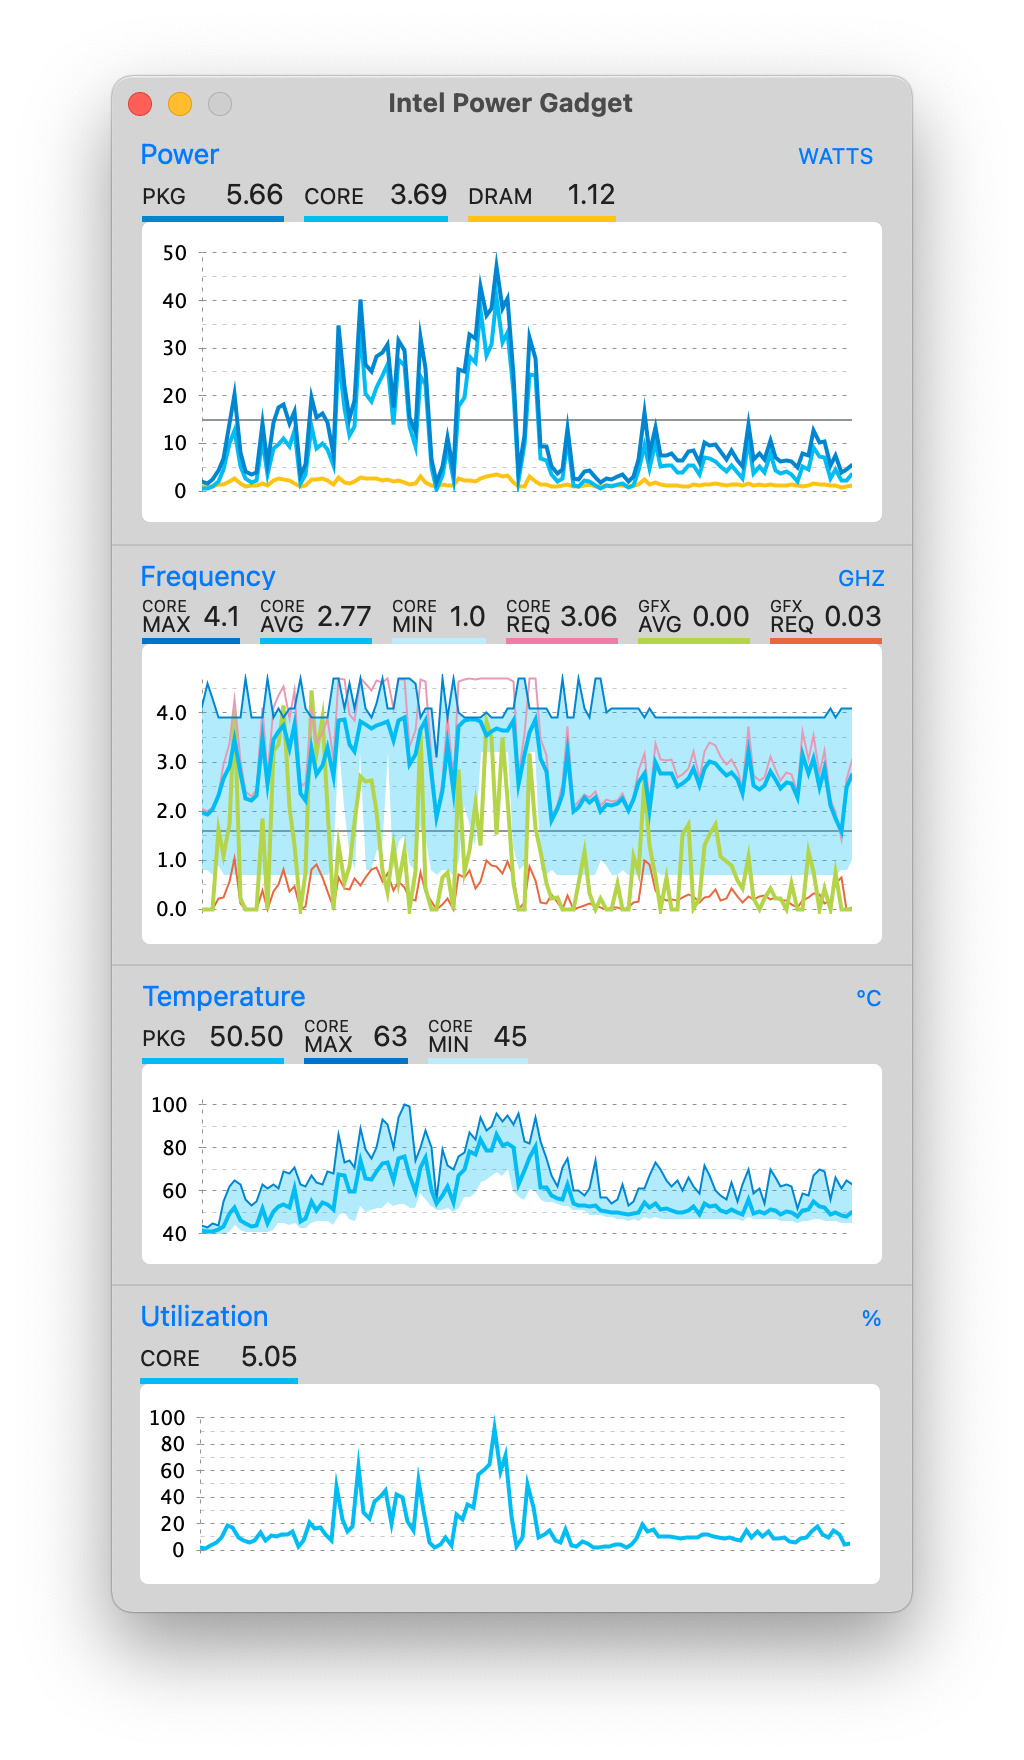 Intel Power Gadget
Power WATTS
PKG 5.66 CORE 3.69 DRAM 1.12
50
40
30
20
10
0
Frequency GHZ
CORE MAX 4.1 CORE AVG 2.77 CORE MIN 1.0 CORE REQ 3.06 GFX AVG 0.00 GFX REQ 0.03
4.0
3.0
2.0
1.0
0.0
Temperature °C
PKG 50.50 CORE MAX 63 CORE MIN 45
100
80
60
40
Utilization %
CORE 5.05
100
80
60
40
20
0